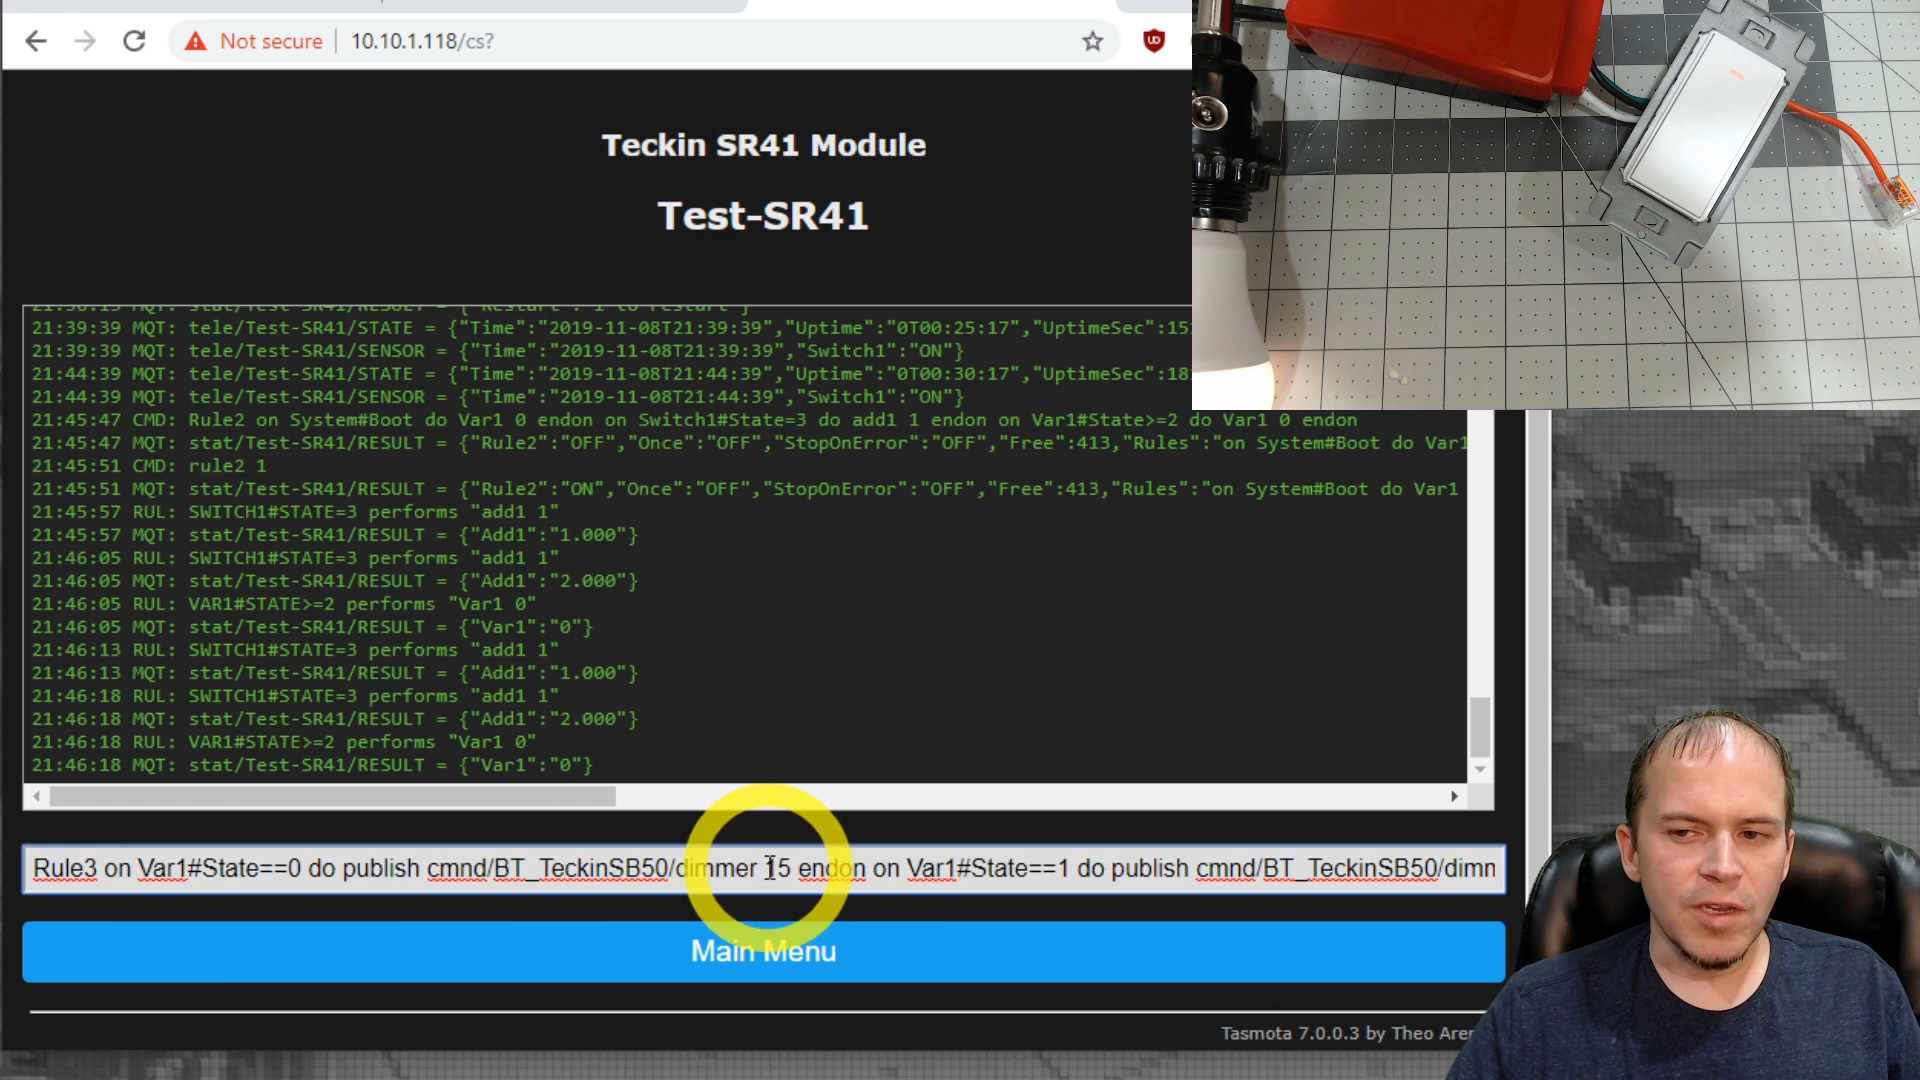 Not secure
10.10.1.118/cs?
Teckin SR41 Module
Test-SR41
21:39:39 MQT: tele/Test-SR41/STATE = {"Time":"2019-11-08T21:39:39","Uptime":"0T00:25:17","UptimeSec":15
21:39:39 MQT: tele/Test-SR41/SENSOR = {"Time":"2019-11-08T21:39:39","Switch1":"ON"}
21:44:39 MQT: tele/Test-SR41/STATE = {"Time":"2019-11-08T21:44:39","Uptime":"0T00:30:17","UptimeSec":18
21:44:39 MQT: tele/Test-SR41/SENSOR = {"Time":"2019-11-08T21:44:39","Switch1":"ON"}
21:45:47 CMD: Rule2 on System#Boot do Var1 0 endon on Switch1#State=3 do add1 1 endon on Var1#State>=2 do Var1 0 endon
21:45:47 MQT: stat/Test-SR41/RESULT = {"Rule2":"OFF","Once":"OFF","StopOnError":"OFF","Free":413,"Rules":"on System#Boot do Var1
21:45:51 CMD: rule2 1
21:45:51 MQT: stat/Test-SR41/RESULT = {"Rule2":"ON","Once":"OFF","StopOnError":"OFF","Free":413,"Rules":"on System#Boot do Var1
21:45:57 RUL: SWITCH1#STATE=3 performs "add1 1"
21:45:57 MQT: stat/Test-SR41/RESULT = {"Add1":"1.000"}
21:46:05 RUL: SWITCH1#STATE=3 performs "add1 1"
21:46:05 MQT: stat/Test-SR41/RESULT = {"Add1":"2.000"}
21:46:05 RUL: VAR1#STATE>=2 performs "Var1 0"
21:46:05 MQT: stat/Test-SR41/RESULT = {"Var1":"0"}
21:46:13 RUL: SWITCH1#STATE=3 performs "add1 1"
21:46:13 MQT: stat/Test-SR41/RESULT = {"Add1":"1.000"}
21:46:18 RUL: SWITCH1#STATE=3 performs "add1 1"
21:46:18 MQT: stat/Test-SR41/RESULT = {"Add1":"2.000"}
21:46:18 RUL: VAR1#STATE>=2 performs "Var1 0"
21:46:18 MQT: stat/Test-SR41/RESULT = {"Var1":"0"}
Rule3 on Var1#State==0 do publish cmnd/BT_TeckinSB50/dimmer 15 endon on Var1#State==1 do publish cmnd/BT_TeckinSB50/dimn
Main Menu
Tasmota 7.0.0.3 by Theo Aren